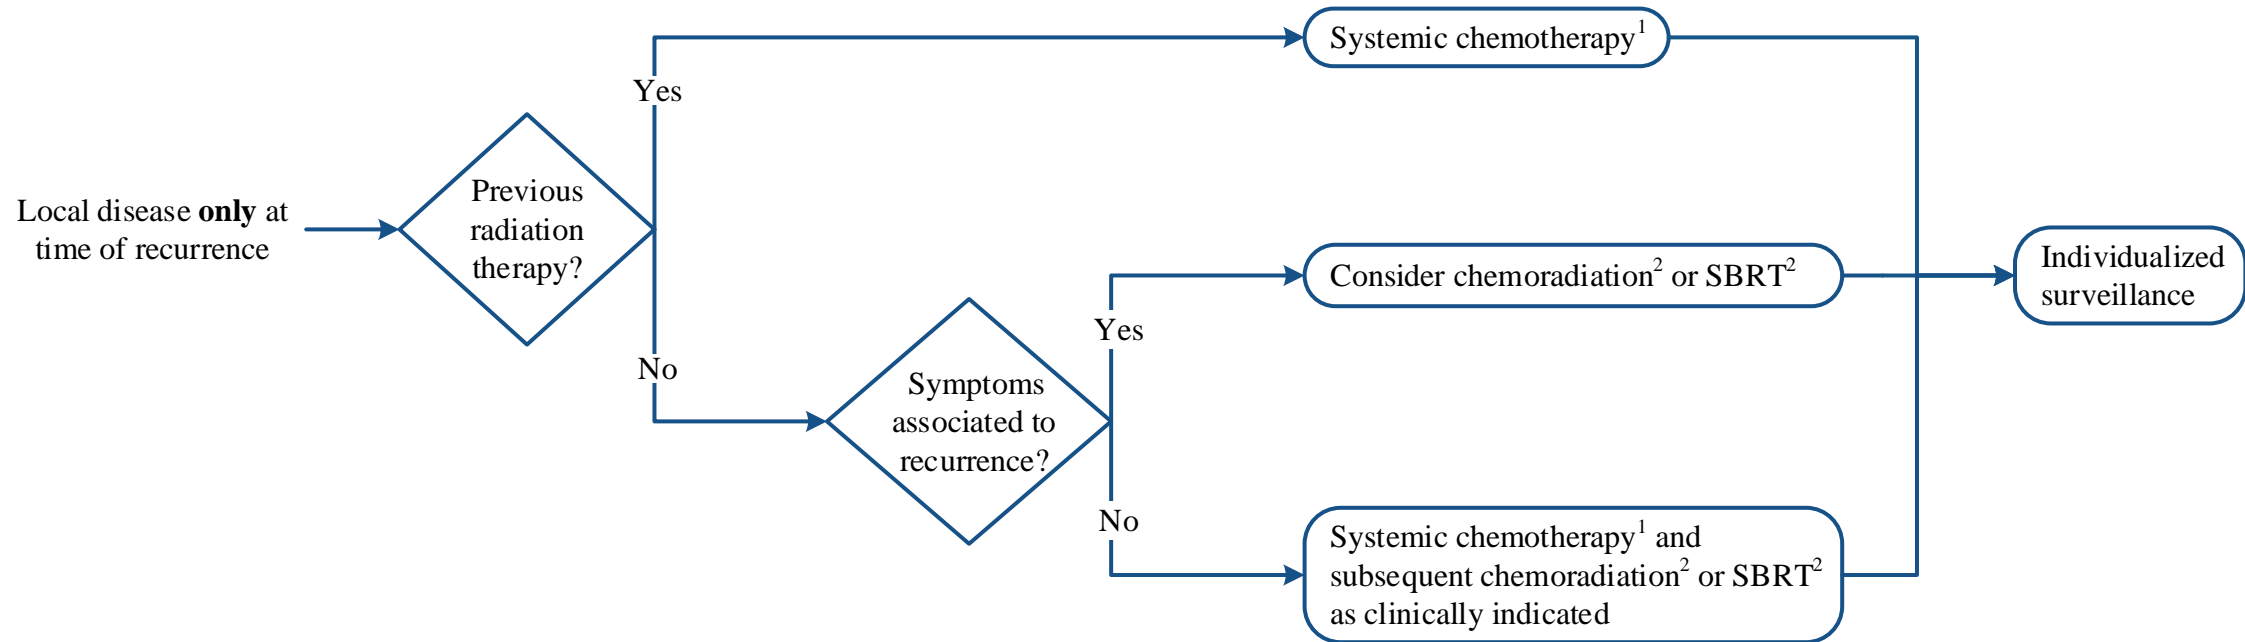 Local disease only at
time of recurrence
Previous
radiation
therapy?
Yes
No
Systemic chemotherapy¹
Symptoms
associated to
recurrence?
Yes
No
Consider chemoradiation² or SBRT²
Systemic chemotherapy¹ and
subsequent chemoradiation² or SBRT²
as clinically indicated
Individualized
surveillance